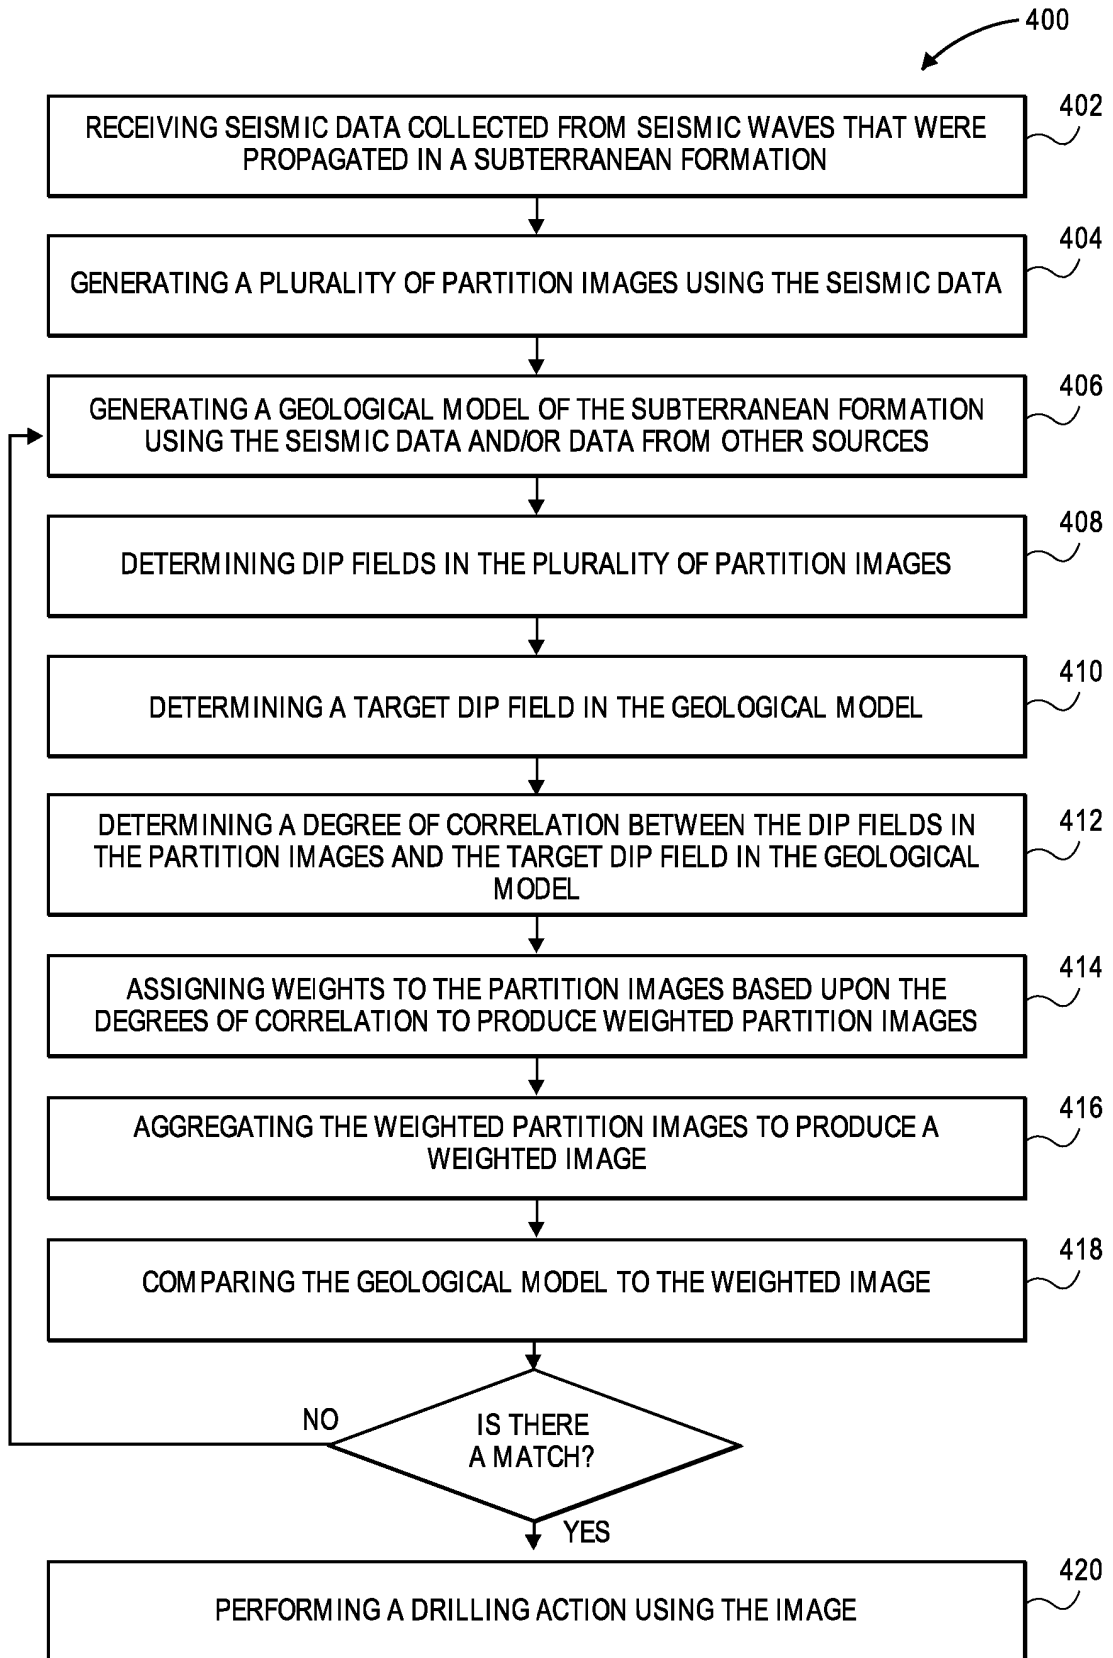 400
402
RECEIVING SEISMIC DATA COLLECTED FROM SEISMIC WAVES THAT WERE
PROPAGATED IN A SUBTERRANEAN FORMATION
404
GENERATING A PLURALITY OF PARTITION IMAGES USING THE SEISMIC DATA
406
GENERATING A GEOLOGICAL MODEL OF THE SUBTERRANEAN FORMATION
USING THE SEISMIC DATA AND/OR DATA FROM OTHER SOURCES
408
DETERMINING DIP FIELDS IN THE PLURALITY OF PARTITION IMAGES
410
DETERMINING A TARGET DIP FIELD IN THE GEOLOGICAL MODEL
412
DETERMINING A DEGREE OF CORRELATION BETWEEN THE DIP FIELDS IN
THE PARTITION IMAGES AND THE TARGET DIP FIELD IN THE GEOLOGICAL
MODEL
414
ASSIGNING WEIGHTS TO THE PARTITION IMAGES BASED UPON THE
DEGREES OF CORRELATION TO PRODUCE WEIGHTED PARTITION IMAGES
416
AGGREGATING THE WEIGHTED PARTITION IMAGES TO PRODUCE A
WEIGHTED IMAGE
418
COMPARING THE GEOLOGICAL MODEL TO THE WEIGHTED IMAGE
NO
IS THERE
A MATCH?
YES
420
PERFORMING A DRILLING ACTION USING THE IMAGE